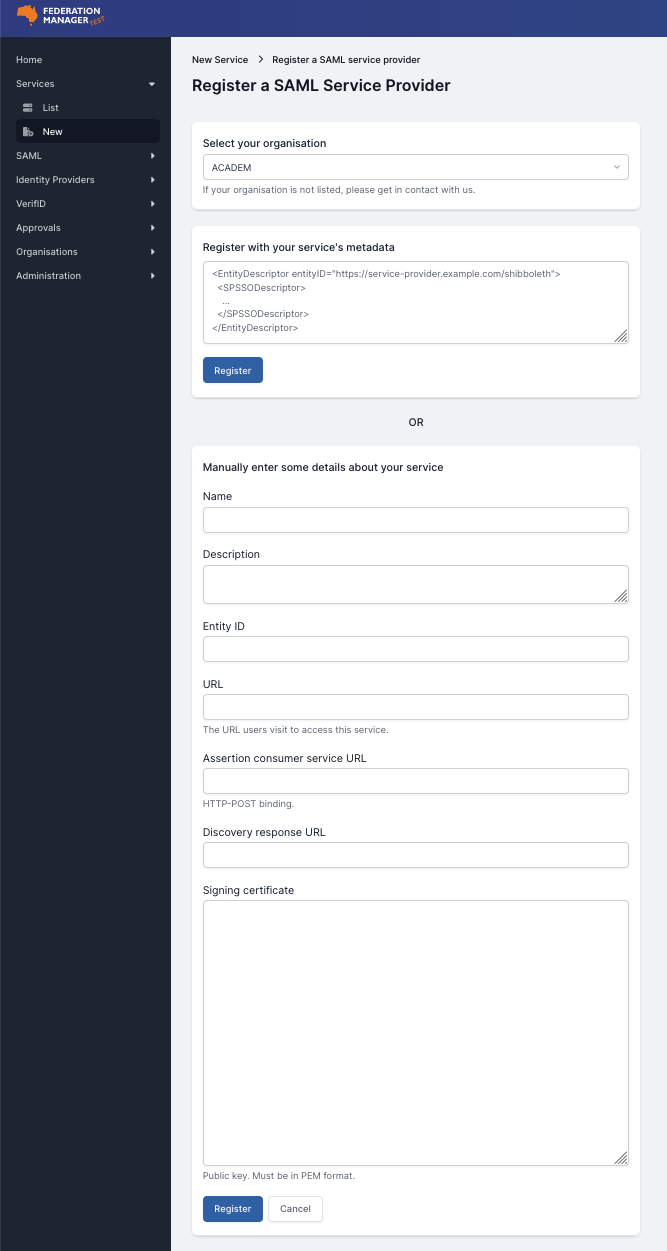 FEDERATION
MANAGER
TEST
Home
Services
List
New
SAML
Identity Providers
VerifID
Approvals
Organisations
Administration
New Service > Register a SAML service provider
Register a SAML Service Provider
Select your organisation
ACADEM
If your organisation is not listed, please get in contact with us.
Register with your service's metadata
<EntityDescriptor entityID="https://service-provider.example.com/shibboleth">
<SPSSODescriptor>
...
</SPSSODescriptor>
</EntityDescriptor>
Register
OR
Manually enter some details about your service
Name
Description
Entity ID
URL
The URL users visit to access this service.
Assertion consumer service URL
HTTP-POST binding.
Discovery response URL
Signing certificate
Public key. Must be in PEM format.
Register
Cancel